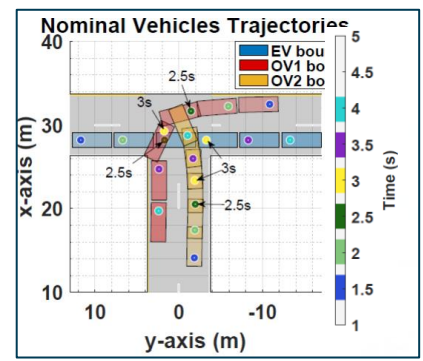 Nominal Vehicles Trajectories
EV bou
OV1 bo
OV2 bo
2.5s
3s
2.5s
3s
2.5s
40
30
20
10
10
0
-10
x-axis (m)
y-axis (m)
5
4.5
4
3.5
3
2.5
2
1.5
1
Time (s)